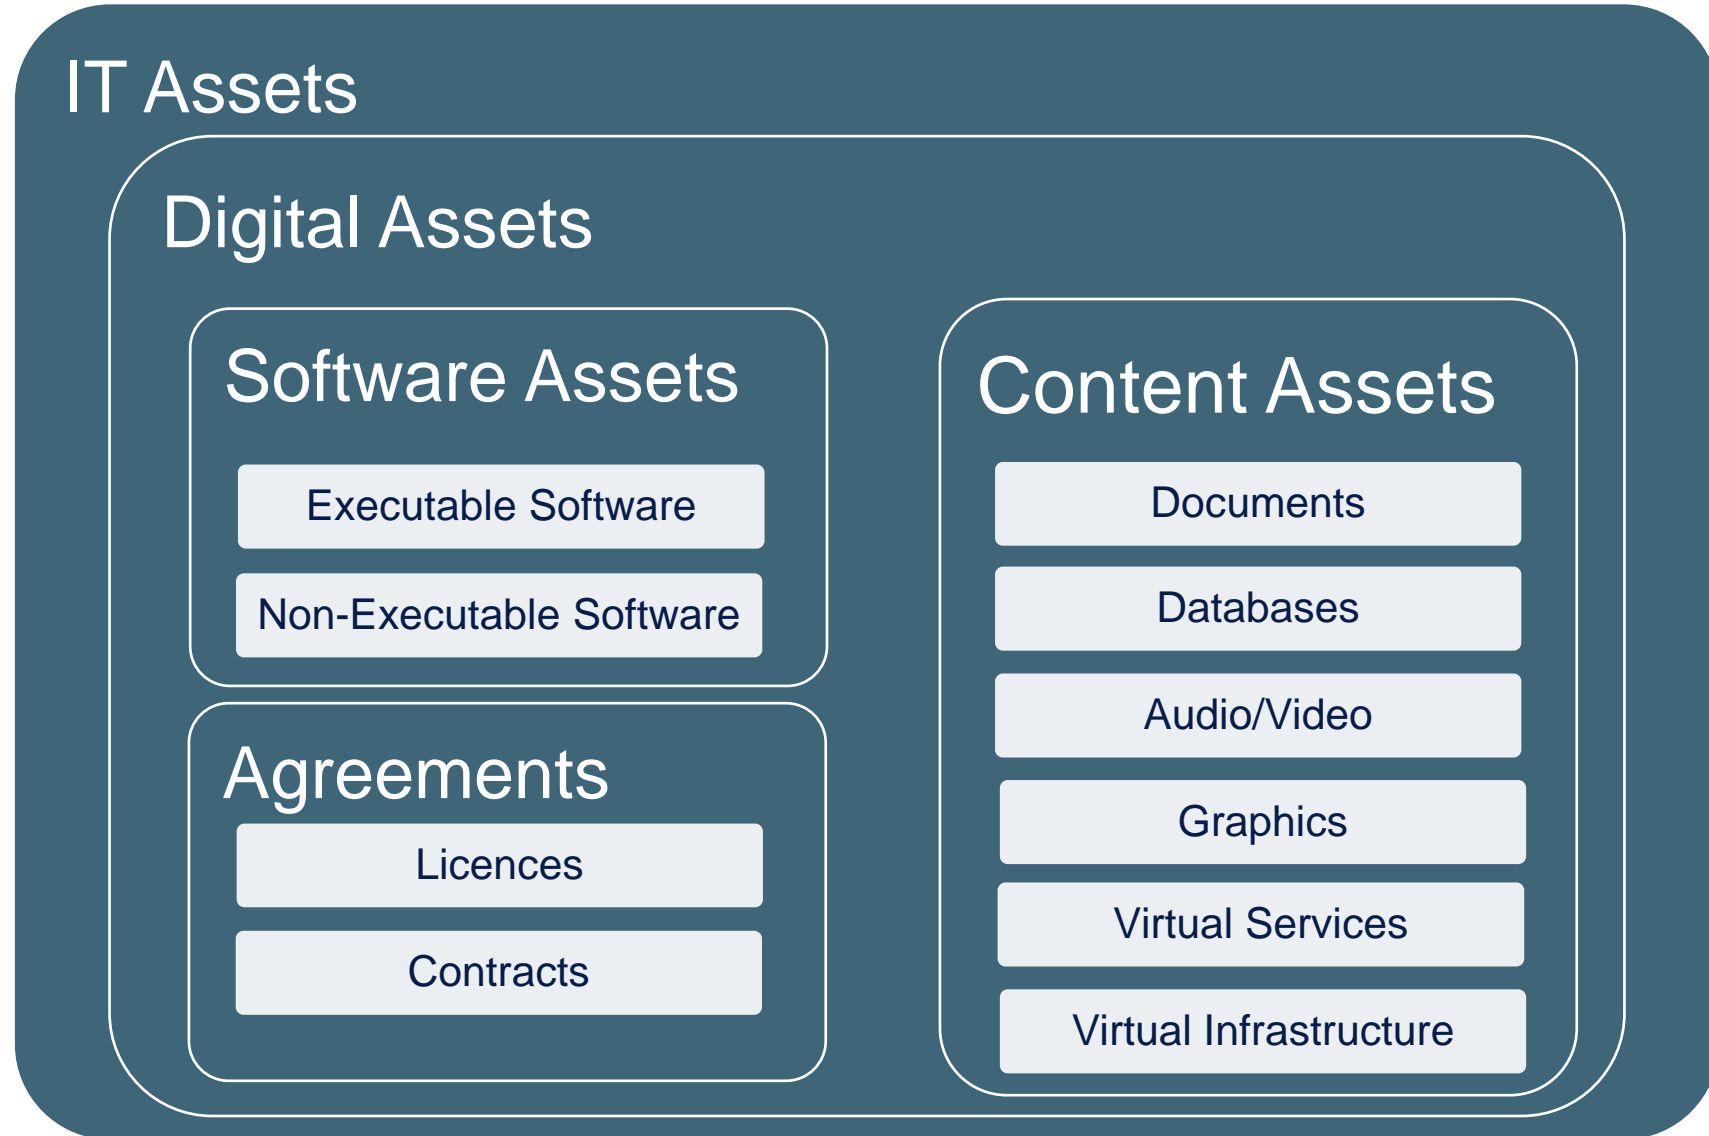 IT Assets
Digital Assets
Software Assets
Executable Software
Non-Executable Software
Agreements
Licences
Contracts
Content Assets
Documents
Databases
Audio/Video
Graphics
Virtual Services
Virtual Infrastructure